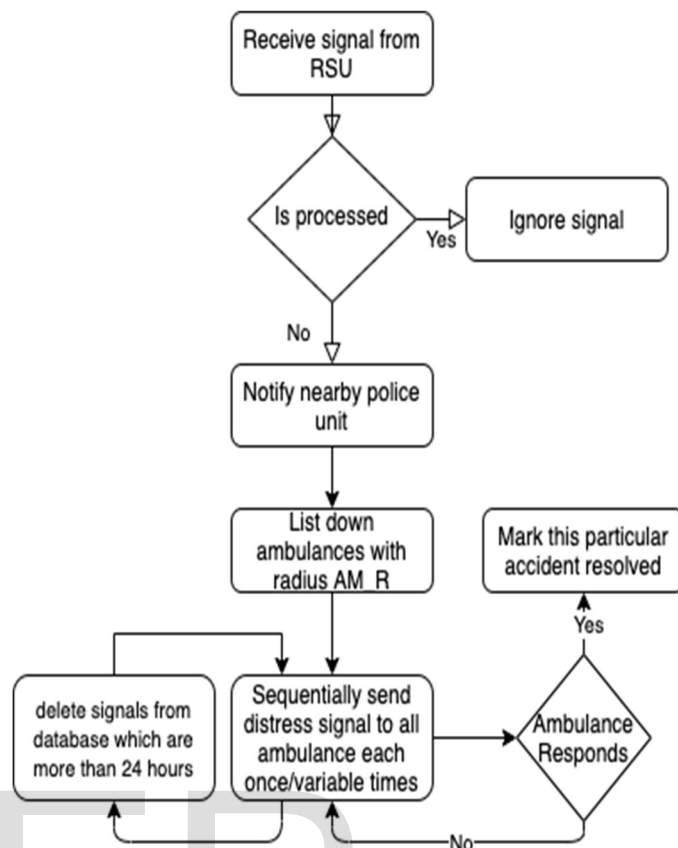 Receive signal from
RSU
Is processed
Yes
Ignore signal
No
Notify nearby police
unit
List down
ambulances with
radius AM_R
Mark this particular
accident resolved
Yes
delete signals from
database which are
more than 24 hours
Sequentially send
distress signal to all
ambulance each
once/variable times
Ambulance
Responds
No